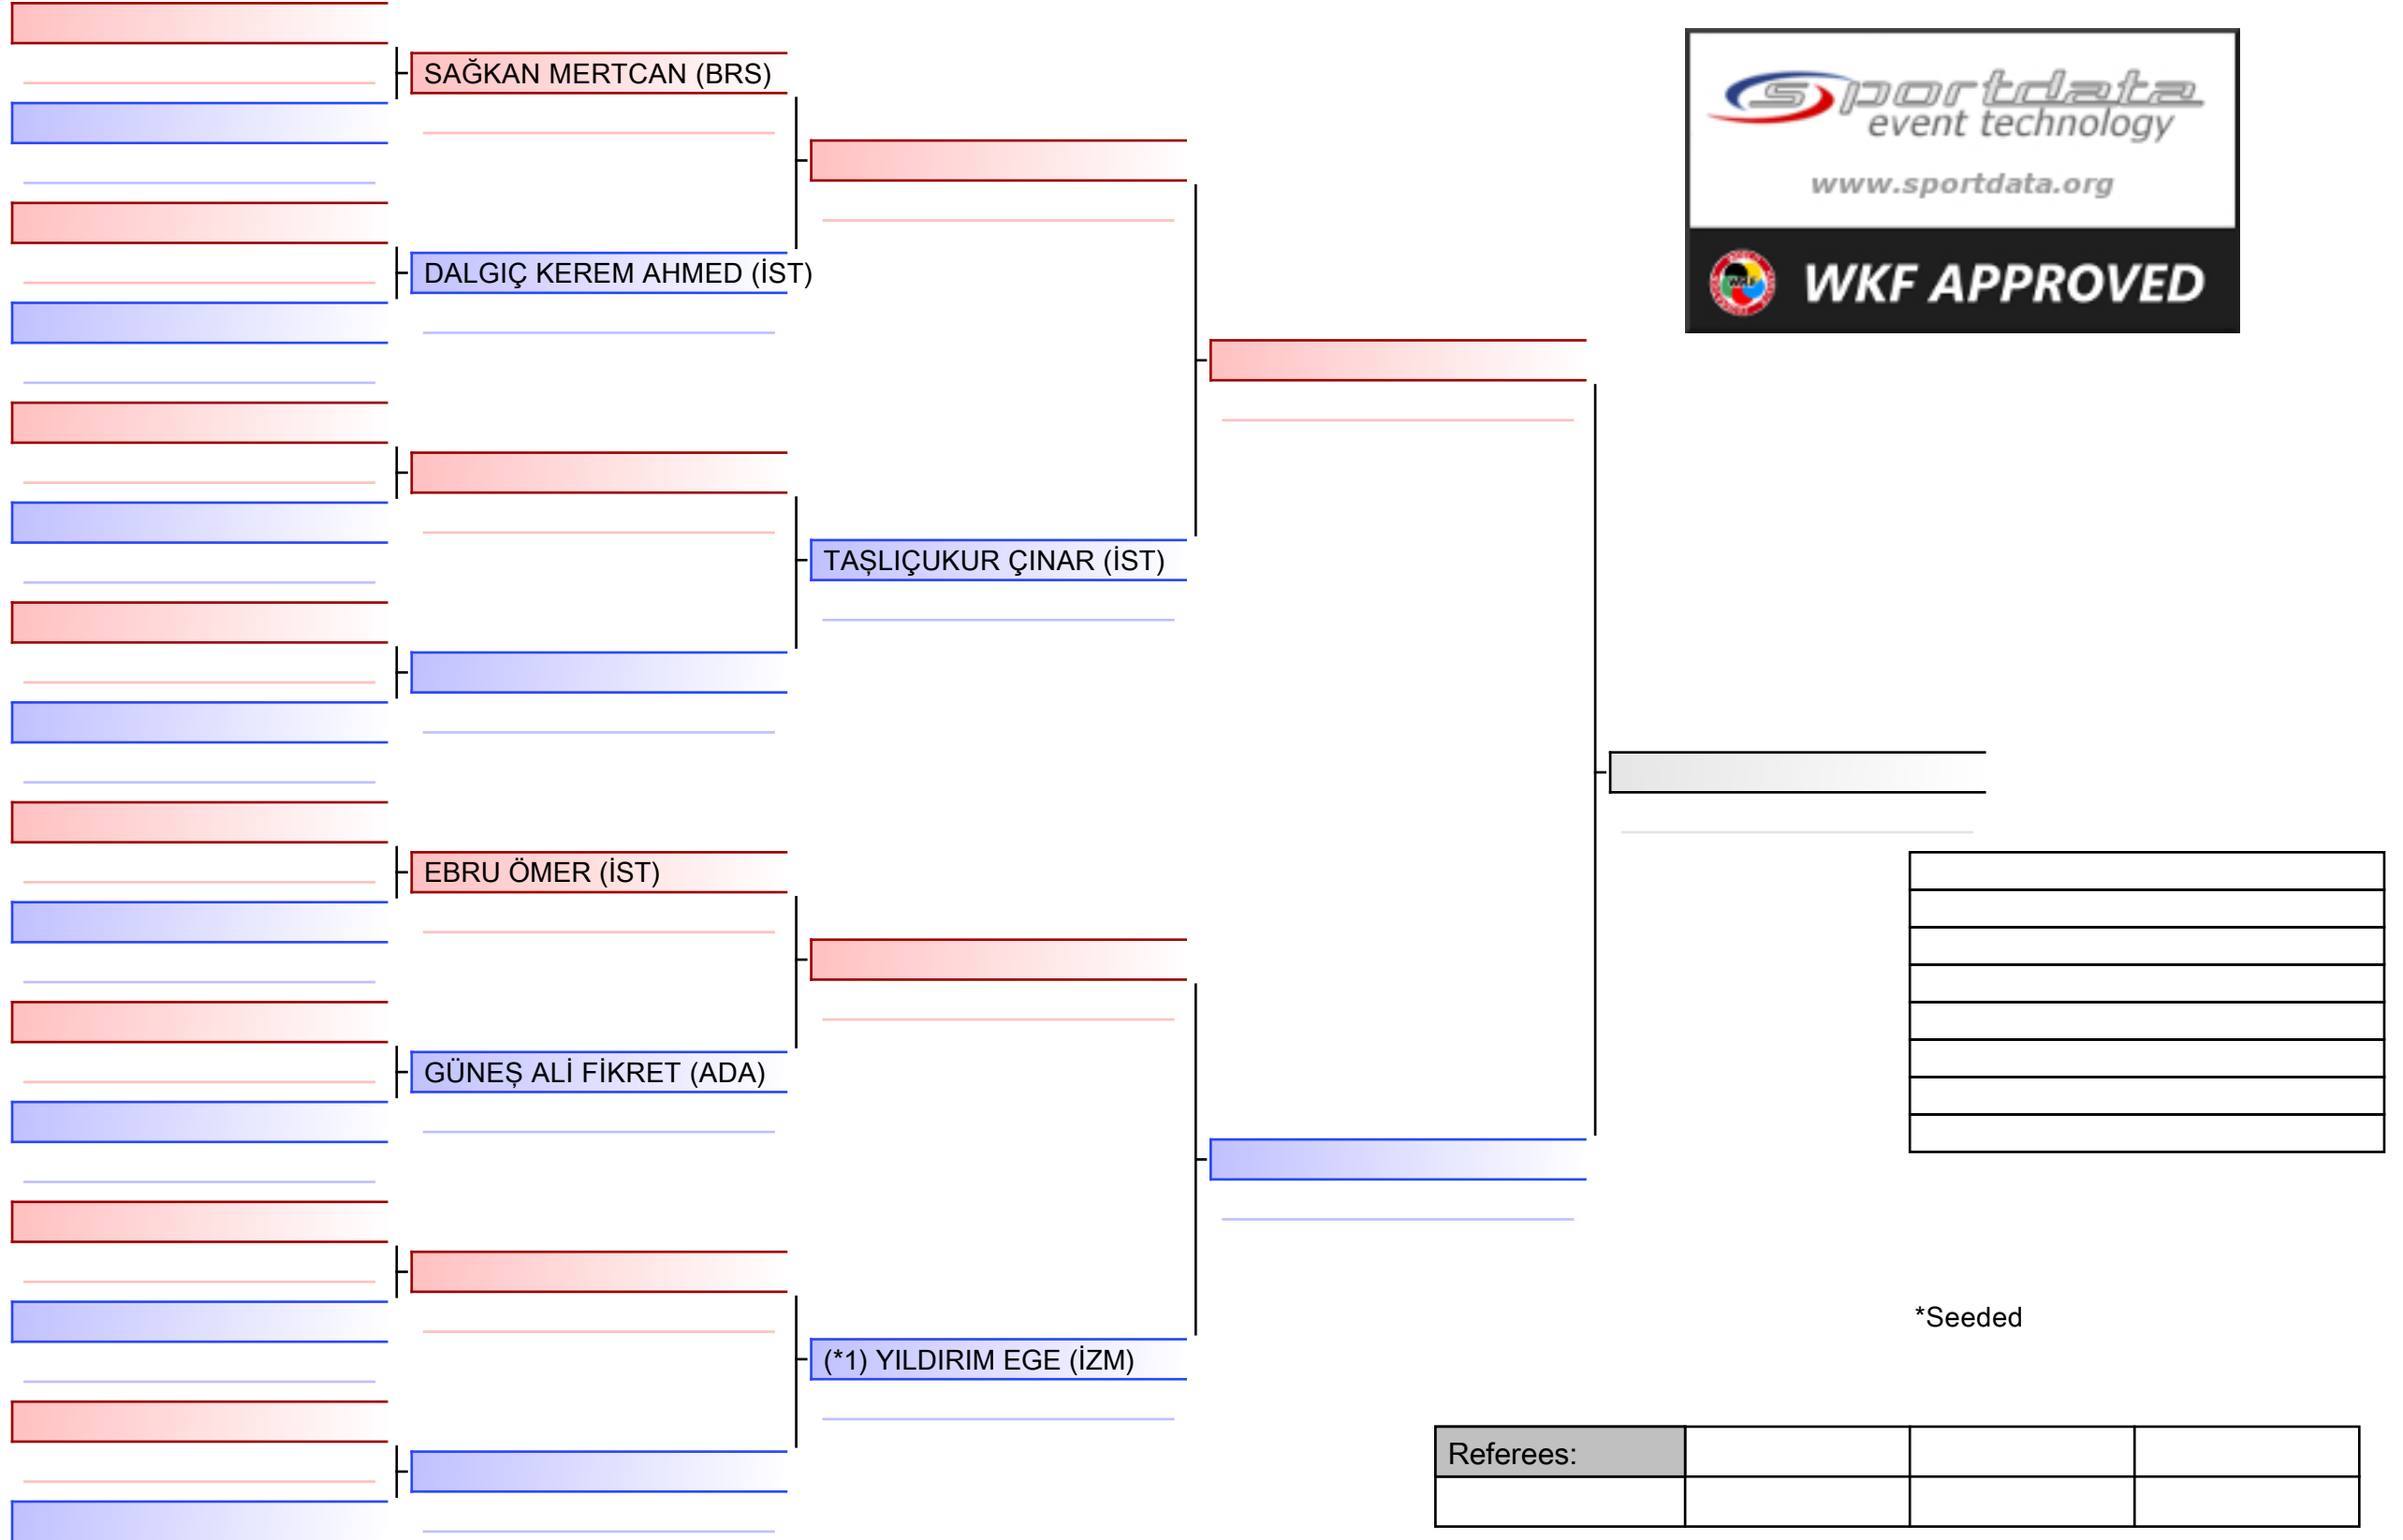 SAĞKAN MERTCAN (BRS)
DALGIÇ KEREM AHMED (İST)
TAŞLIÇUKUR ÇINAR (İST)
EBRU ÖMER (İST)
GÜNEŞ ALİ FİKRET (ADA)
(*1) YILDIRIM EGE (İZM)
sportdata
event technology
www.sportdata.org
WKF
WKF APPROVED
*Seeded
Referees: